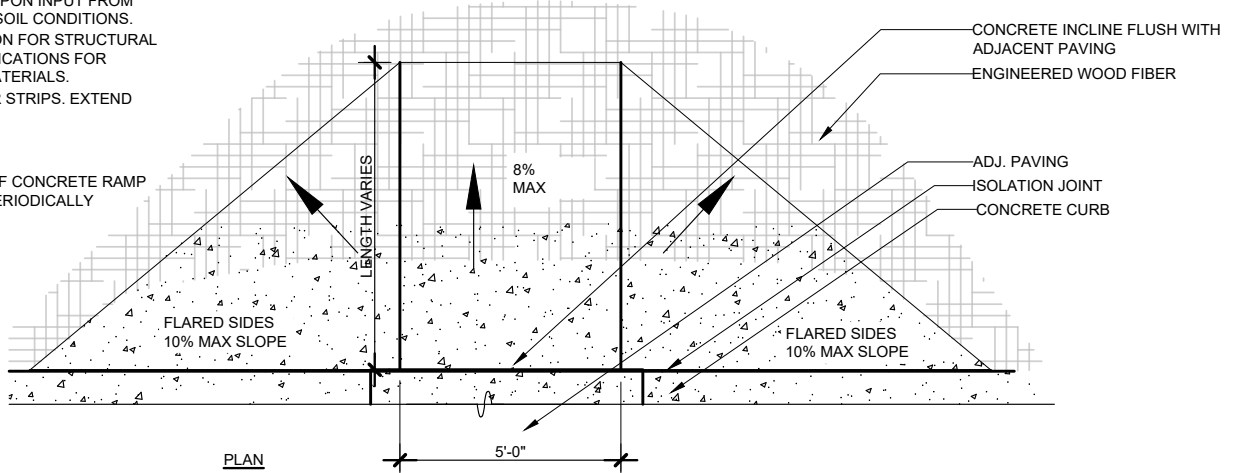 PON INPUT FROM
SOIL CONDITIONS.
ON FOR STRUCTURAL
ICATIONS FOR
ATERIALS.
R STRIPS. EXTEND
F CONCRETE RAMP
ERIODICALLY
CONCRETE INCLINE FLUSH WITH
ADJACENT PAVING
ENGINEERED WOOD FIBER
ADJ. PAVING
ISOLATION JOINT
CONCRETE CURB
LENGTH VARIES
8%
MAX
FLARED SIDES
10% MAX SLOPE
FLARED SIDES
10% MAX SLOPE
PLAN
5'-0"